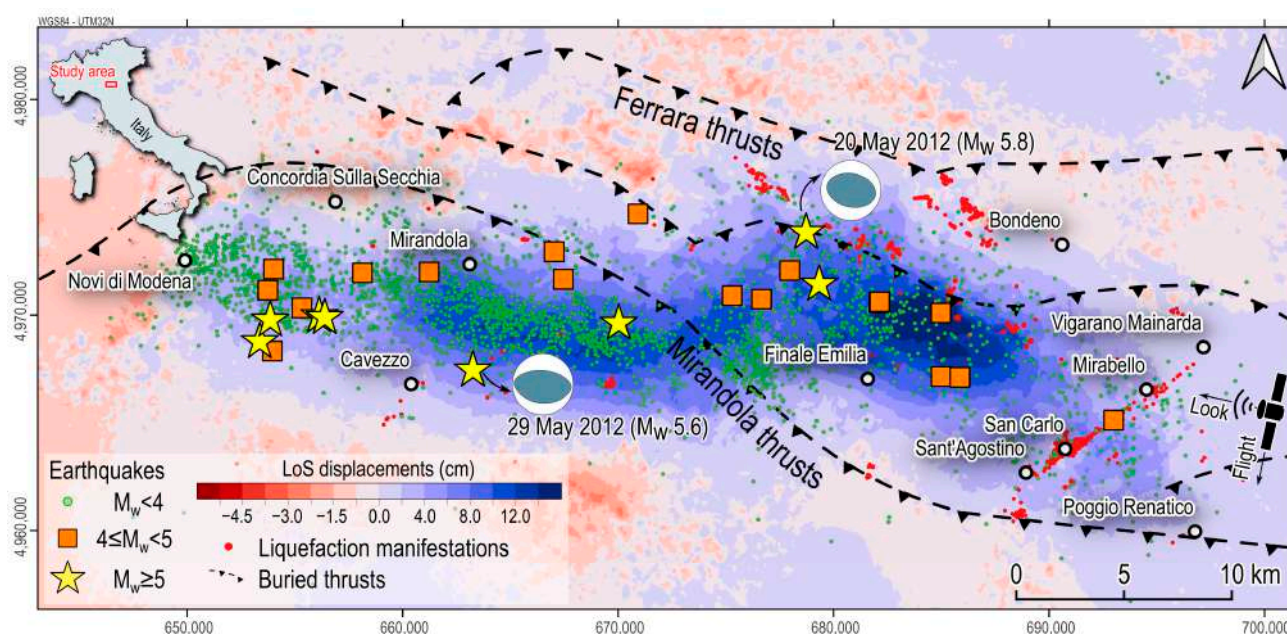 WGS84 - UTM32N
Study area
Italy
4.980.000
4.970.000
4.960.000
Ferrara thrusts
20 May 2012 (Mw 5.8)
Concordia Sulla Secchia
Bondeno
Mirandola
Novi di Modena
Vigarano Mainarda
Cavezzo
Finale Emilia
Mirabello
Mirandola thrusts
Look
San Carlo
29 May 2012 (Mw 5.6)
Sant'Agostino
Flight
Earthquakes
LoS displacements (cm)
Mw<4
−4.5 −3.0 −1.5 0.0 4.0 8.0 12.0
4≤Mw<5
Liquefaction manifestations
Mw≥5
Buried thrusts
Poggio Renatico
0 5 10 km
650.000 660.000 670.000 680.000 690.000 700.000